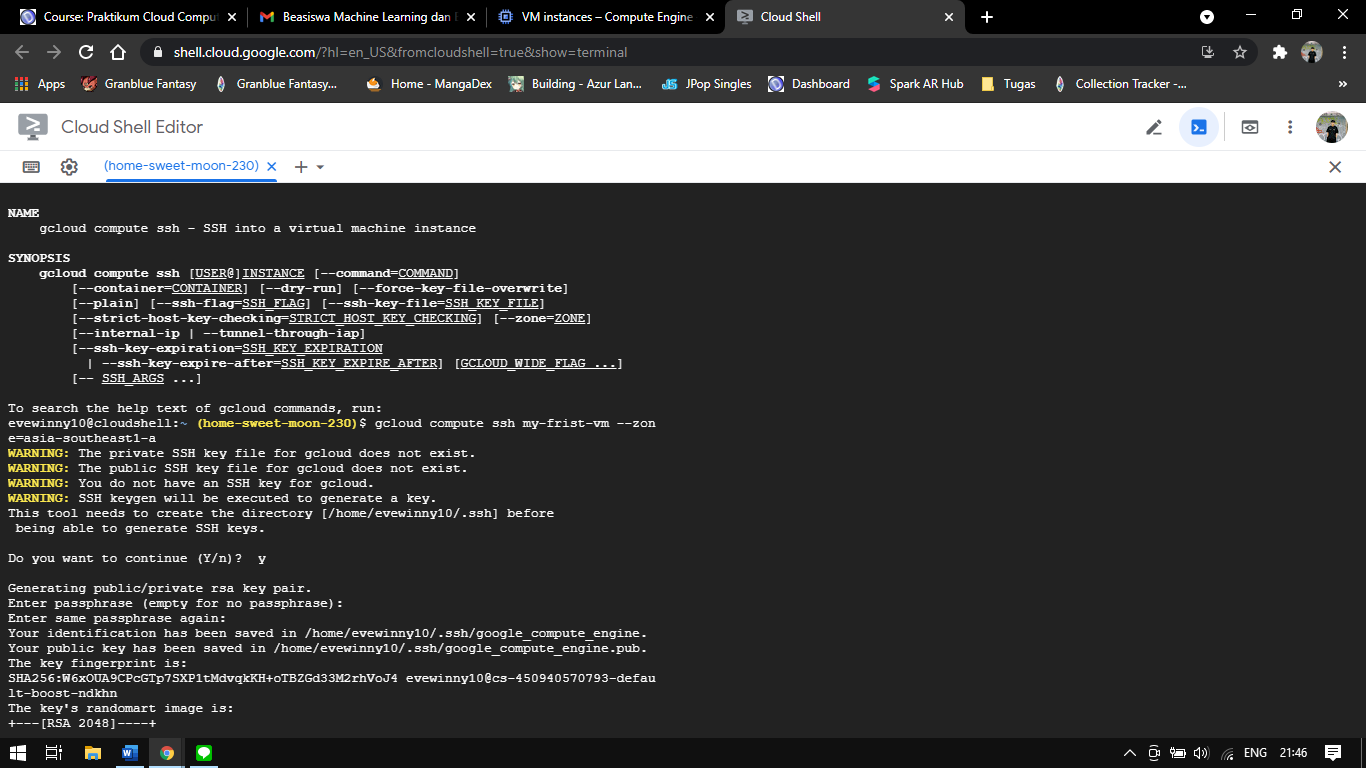 Course: Praktikum Cloud Comput
Beasiswa Machine Learning dan
VM instances – Compute Engine
Cloud Shell
shell.cloud.google.com/?hl=en_US&fromcloudshell=true&show=terminal
Apps
Granblue Fantasy
Granblue Fantasy...
Home - MangaDex
Building - Azur Lan...
JPop Singles
Dashboard
Spark AR Hub
Tugas
Collection Tracker -...
»
Cloud Shell Editor
(home-sweet-moon-230)
NAME
gcloud compute ssh - SSH into a virtual machine instance
SYNOPSIS
gcloud compute ssh [USER@]INSTANCE [--command=COMMAND]
[--container=CONTAINER] [--dry-run] [--force-key-file-overwrite]
[--plain] [--ssh-flag=SSH_FLAG] [--ssh-key-file=SSH_KEY_FILE]
[--strict-host-key-checking=STRICT_HOST_KEY_CHECKING] [--zone=ZONE]
[--internal-ip | --tunnel-through-iap]
[--ssh-key-expiration=SSH_KEY_EXPIRATION
| --ssh-key-expire-after=SSH_KEY_EXPIRE_AFTER] [GCLOUD_WIDE_FLAG ...]
[-- SSH_ARGS ...]
To search the help text of gcloud commands, run:
evewinny10@cloudshell:~ (home-sweet-moon-230)$ gcloud compute ssh my-frist-vm --zon
e=asia-southeast1-a
WARNING: The private SSH key file for gcloud does not exist.
WARNING: The public SSH key file for gcloud does not exist.
WARNING: You do not have an SSH key for gcloud.
WARNING: SSH keygen will be executed to generate a key.
This tool needs to create the directory [/home/evewinny10/.ssh] before
being able to generate SSH keys.
Do you want to continue (Y/n)? y
Generating public/private rsa key pair.
Enter passphrase (empty for no passphrase):
Enter same passphrase again:
Your identification has been saved in /home/evewinny10/.ssh/google_compute_engine.
Your public key has been saved in /home/evewinny10/.ssh/google_compute_engine.pub.
The key fingerprint is:
SHA256:W6xOUA9CPcGTp7SXP1tMdvqkKH+oTBZGd33M2rhVoJ4 evewinny10@cs-450940570793-defau
lt-boost-ndkhn
The key's randomart image is:
+---[RSA 2048]----+
ENG
21:46